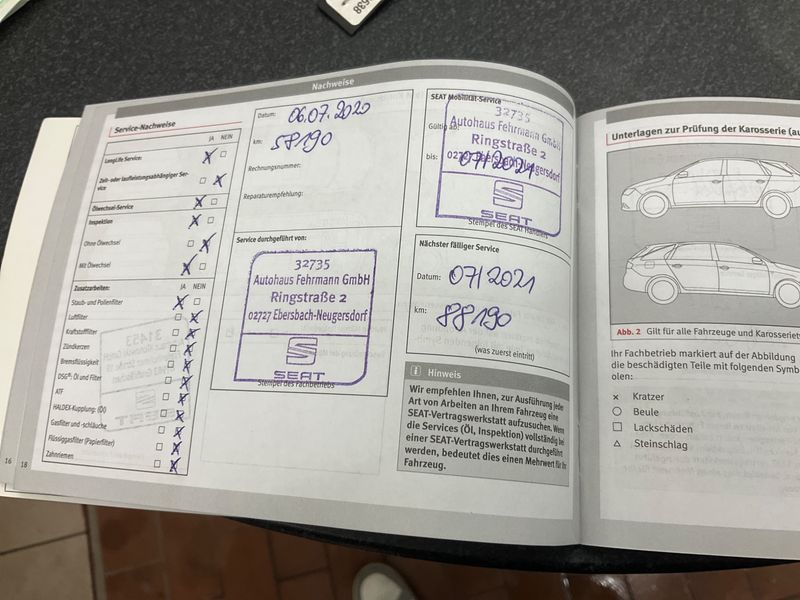 538
Nachweise
Service-Nachweise
JA NEIN
LongLife Service: X
Zeit- oder laufleistungsabhängiger Ser-
vice X
Ölwechsel-Service X
Inspektion X
Ohne Ölwechsel X
Mit Ölwechsel X
Zusatzarbeiten: JA NEIN
Staub- und Pollenfilter X
Luftfilter X
Kraftstofffilter X
Zündkerzen X
Bremsflüssigkeit X
DSG®: Öl und Filter X
ATF X
HALDEX-Kupplung: (Öl) X
Gasfilter und -schläuche X
Flüssiggasfilter (Papierfilter) X
Zahnriemen X
16 18
Datum: 06.07.2020
km: 58190
Rechnungsnummer:
Reparaturempfehlung:
Service durchgeführt von:
32735
Autohaus Fehrmann GmbH
Ringstraße 2
02727 Ebersbach-Neugersdorf
SEAT
Stempel des Fachbetriebs
SEAT Mobilität-Service
32735
Gültig ab:
Autohaus Fehrmann GmbH
Ringstraße 2
bis: 07/2021
02727 Ebersbach-Neugersdorf
SEAT
Stempel des SEAT Händlers
Nächster fälliger Service
Datum: 07/2021
km: 88190
(was zuerst eintritt)
i Hinweis
Wir empfehlen Ihnen, zur Ausführung jeder
Art von Arbeiten an Ihrem Fahrzeug eine
SEAT-Vertragswerkstatt aufzusuchen. Wenn
die Services (Öl, Inspektion) vollständig bei
einer SEAT-Vertragswerkstatt durchgeführt
werden, bedeutet dies einen Mehrwert für Ihr
Fahrzeug.
Unterlagen zur Prüfung der Karosserie
Abb. 2 Gilt für alle Fahrzeuge und
Ihr Fachbetrieb markiert auf der Abbildung
die beschädigten Teile mit folgenden Symb
olen:
× Kratzer
○ Beule
□ Lackschäden
△ Steinschlag